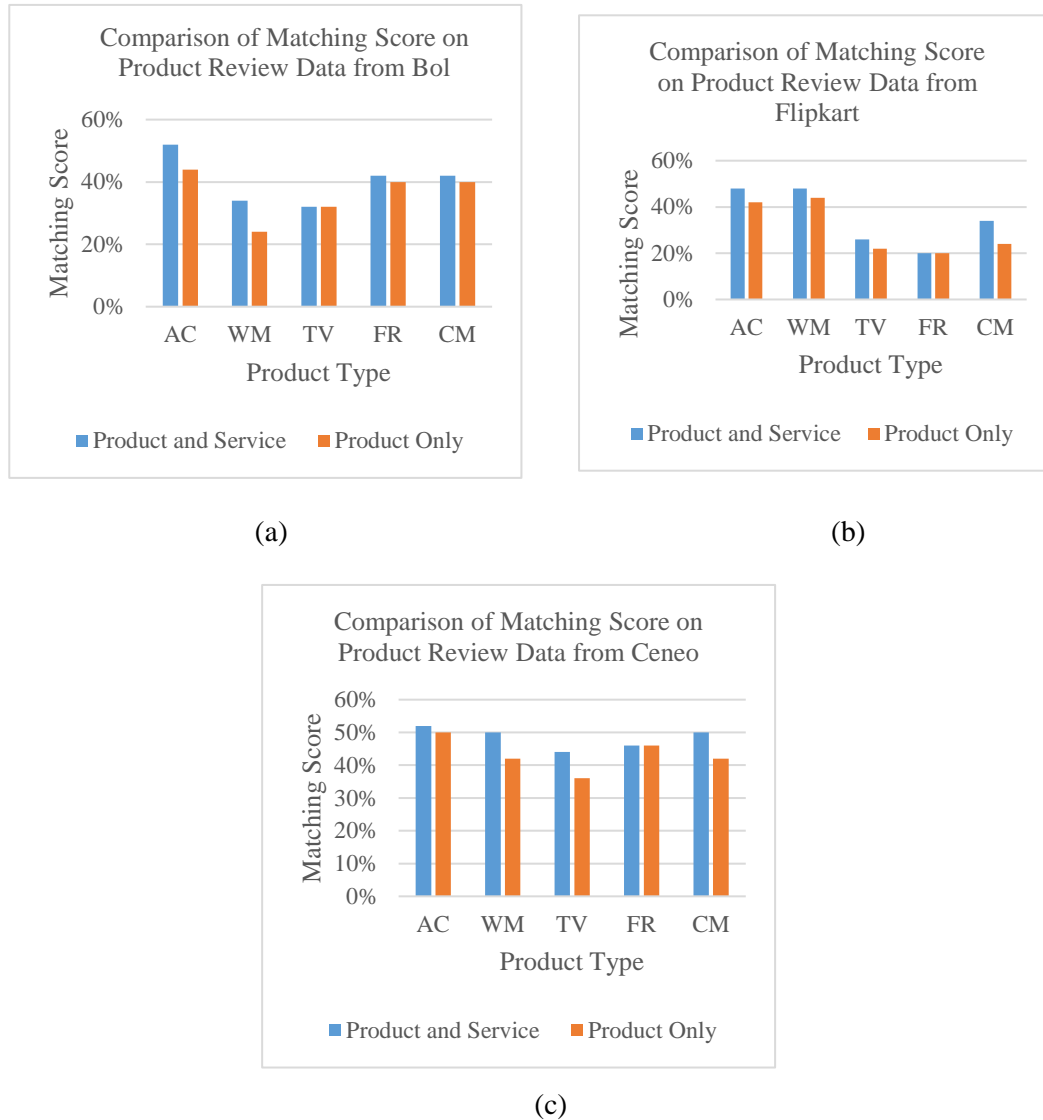 Comparison of Matching Score on
Product Review Data from Bol
60%
40%
20%
0%
Matching Score
AC WM TV FR CM
Product Type
Product and Service Product Only
(a)
Comparison of Matching Score
on Product Review Data from
Flipkart
60%
40%
20%
0%
Matching Score
AC WM TV FR CM
Product Type
Product and Service Product Only
(b)
Comparison of Matching Score on
Product Review Data from Ceneo
60%
50%
40%
30%
20%
10%
0%
Matching Score
AC WM TV FR CM
Product Type
Product and Service Product Only
(c)